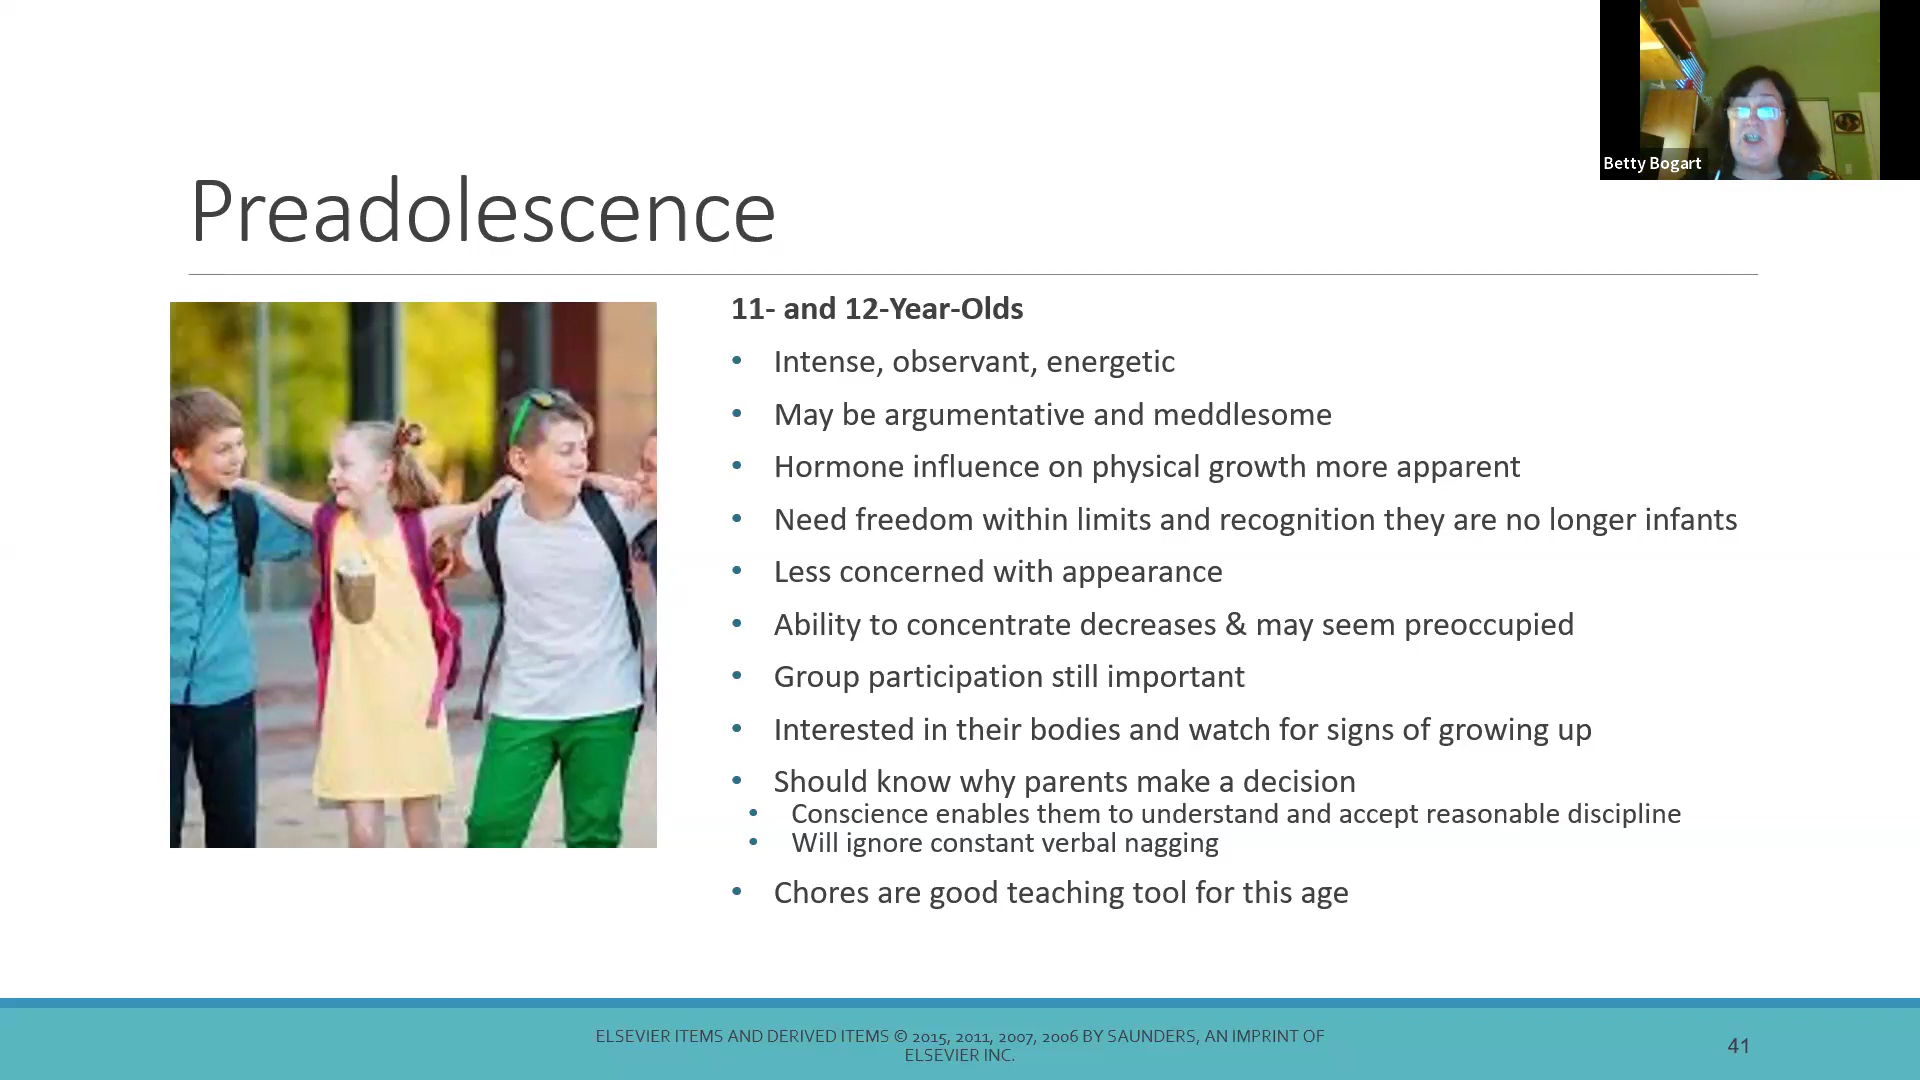 Betty Bogart
Preadolescence
11- and 12-Year-Olds
• Intense, observant, energetic
• May be argumentative and meddlesome
• Hormone influence on physical growth more apparent
• Need freedom within limits and recognition they are no longer infants
• Less concerned with appearance
• Ability to concentrate decreases & may seem preoccupied
• Group participation still important
• Interested in their bodies and watch for signs of growing up
• Should know why parents make a decision
• Conscience enables them to understand and accept reasonable discipline
• Will ignore constant verbal nagging
• Chores are good teaching tool for this age
ELSEVIER ITEMS AND DERIVED ITEMS © 2015, 2011, 2007, 2006 BY SAUNDERS, AN IMPRINT OF
ELSEVIER INC.
41